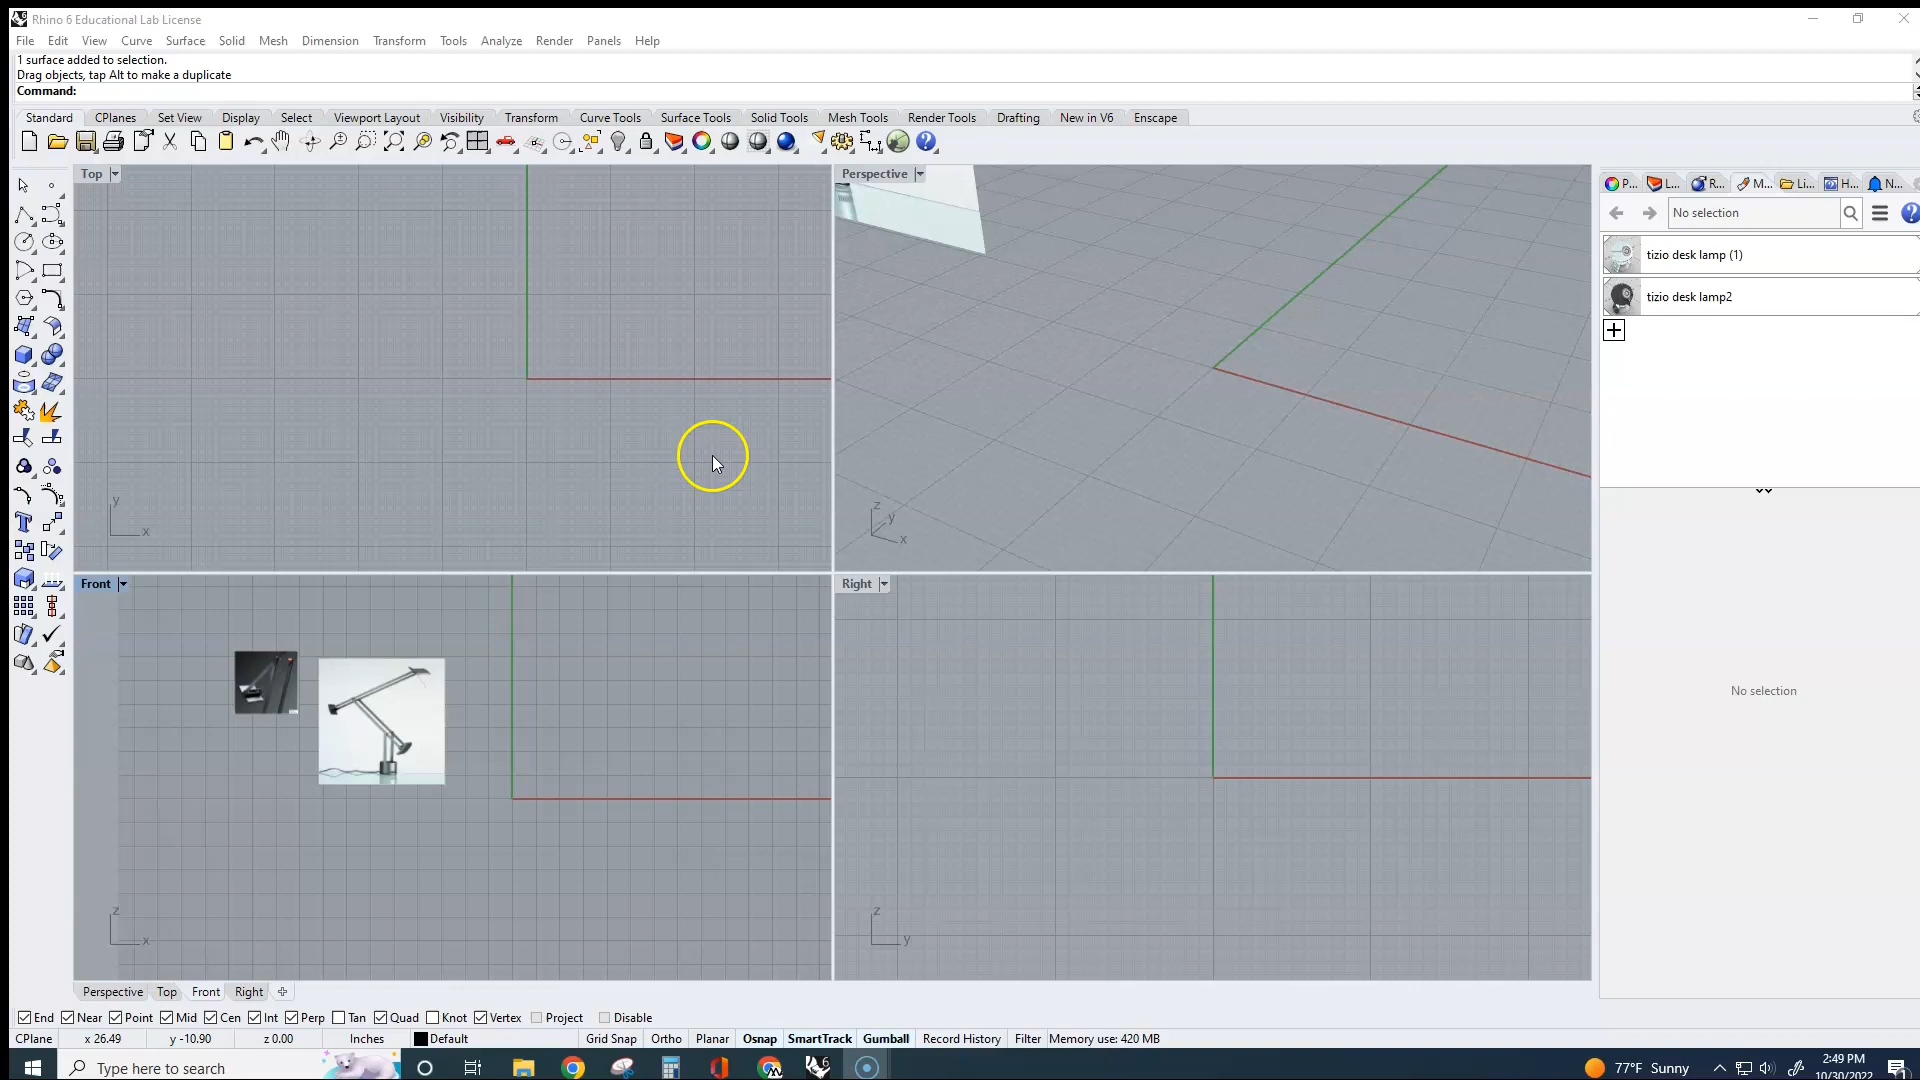 Rhino 6 Educational Lab License
File Edit View Curve Surface Solid Mesh Dimension Transform Tools Analyze Render Panels Help
1 surface added to selection.
Drag objects, tap Alt to make a duplicate
Command:
Standard CPlanes Set View Display Select Viewport Layout Visibility Transform Curve Tools Surface Tools Solid Tools Mesh Tools Render Tools Drafting New in V6 Enscape
Top
Perspective
P... L... R... M... Li... H... N...
No selection
tizio desk lamp (1)
tizio desk lamp2
y
x
z
y
x
No selection
Front
Right
z
x
z
y
Perspective Top Front Right
End Near Point Mid Cen Int Perp Tan Quad Knot Vertex Project Disable
CPlane x 26.49 y -10.90 z 0.00 Inches Default Grid Snap Ortho Planar Osnap SmartTrack Gumball Record History Filter Memory use: 420 MB
Type here to search
77°F Sunny
2:49 PM
10/30/2022